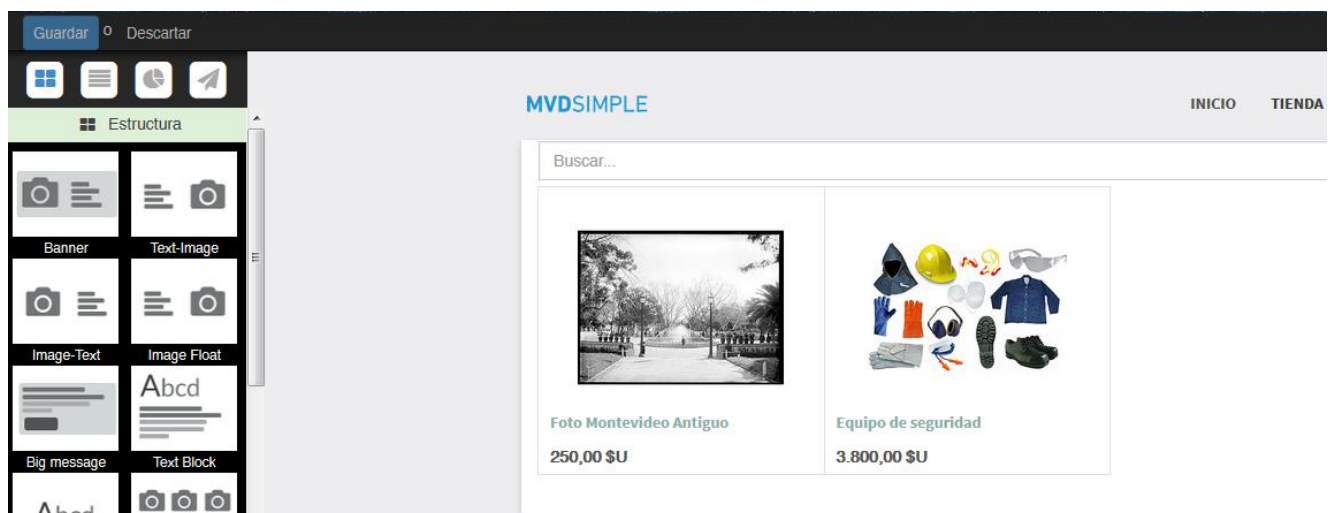 Guardar o Descartar
MVDSIMPLE
INICIO TIENDA
Estructura
Buscar...
Banner
Text-Image
Image-Text
Image Float
Abcd
Big message
Text Block
Foto Montevideo Antiguo
Equipo de seguridad
250,00 $U
3.800,00 $U
Abcd